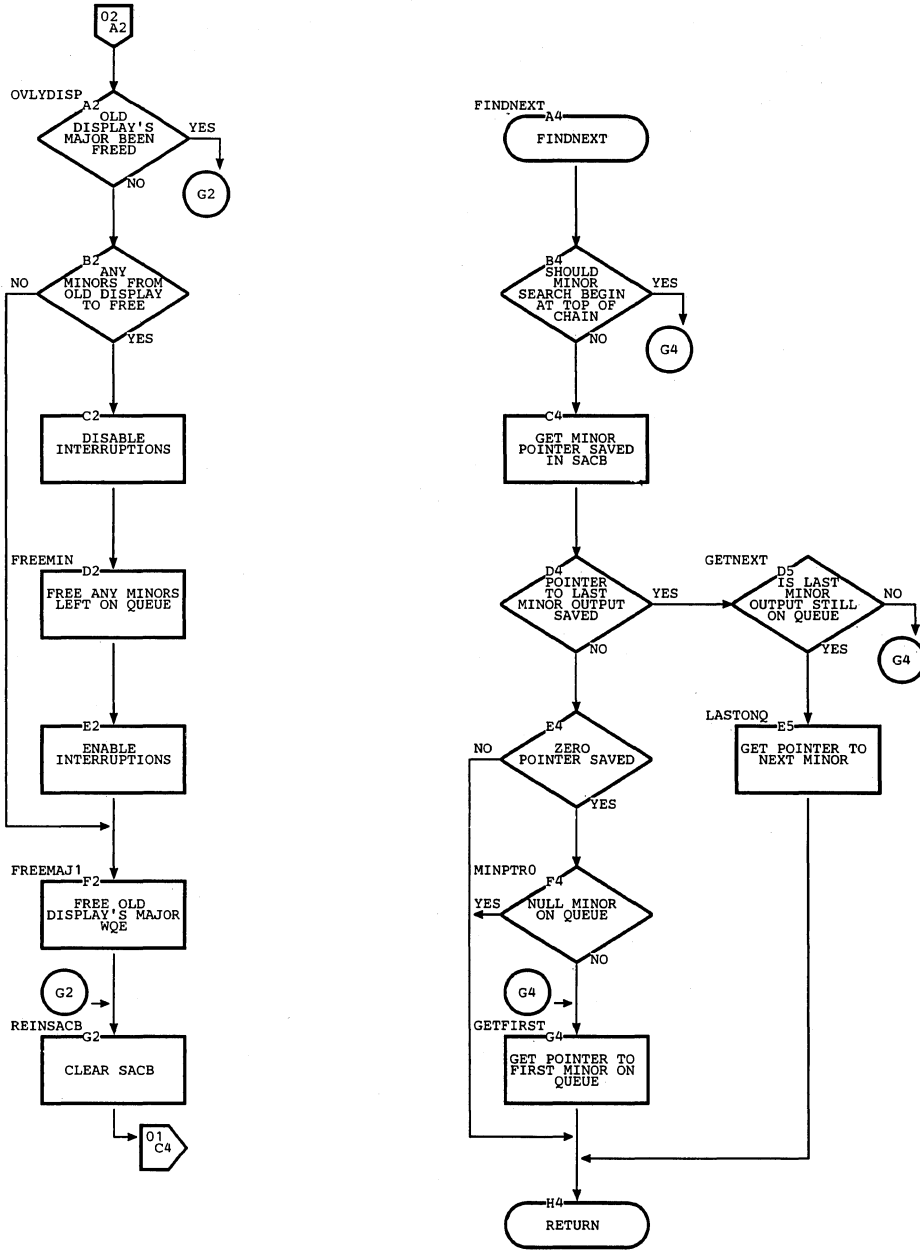 02
A2
OVLYDISP
A2
OLD
DISPLAY'S
MAJOR BEEN
FREED
YES
G2
NO
B2
ANY
MINORS FROM
OLD DISPLAY
TO FREE
NO
YES
C2
DISABLE
INTERRUPTIONS
FREEMIN
D2
FREE ANY MINORS
LEFT ON QUEUE
E2
ENABLE
INTERRUPTIONS
FREEMAJ1
F2
FREE OLD
DISPLAY'S MAJOR
WQE
G2
REINSACB
G2
CLEAR SACB
01
C4
FINDNEXT
A4
FINDNEXT
B4
SHOULD
MINOR
SEARCH BEGIN
AT TOP OF
CHAIN
YES
G4
NO
C4
GET MINOR
POINTER SAVED
IN SACB
D4
POINTER
TO LAST
MINOR OUTPUT
SAVED
YES
NO
GETNEXT
D5
IS LAST
MINOR
OUTPUT STILL
ON QUEUE
NO
G4
YES
LASTONQ
E5
GET POINTER TO
NEXT MINOR
E4
ZERO
POINTER SAVED
NO
YES
MINPTR0
F4
NULL MINOR
ON QUEUE
YES
NO
G4
GETFIRST
G4
GET POINTER TO
FIRST MINOR ON
QUEUE
H4
RETURN